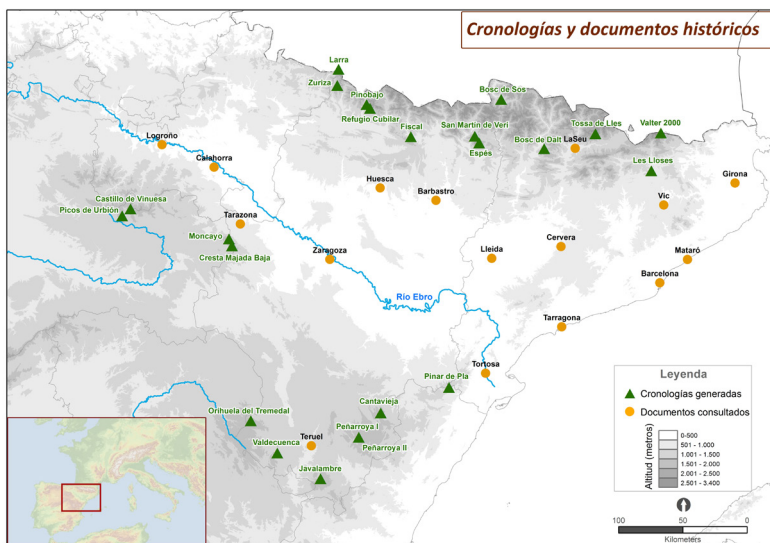 Cronologías y documentos históricos
Larra
Zuriza
Pinobajo
Refugio Cubilar
Fiscal
Bosc de Sos
San Martín de Veri
Espés
Tossa de Lles
Valter 2000
Bosc de Dalt
LaSeu
Les Lloses
Logroño
Calahorra
Huesca
Barbastro
Girona
Vic
Castillo de Vinuesa
Picos de Urbión
Tarazona
Moncayo
Cresta Majada Baja
Zaragoza
Lleida
Cervera
Mataró
Barcelona
Río Ebro
Tarragona
Tortosa
Pinar de Pla
Cantavieja
Orihuela del Tremedal
Peñarroya I
Teruel
Peñarroya II
Valdecuenca
Javalambre
Leyenda
Cronologías generadas
Documentos consultados
Altitud (metros)
0-500
501 - 1.000
1.001 - 1.500
1.501 - 2.000
2.001 - 2.500
2.501 - 3.400
100 50 0
Kilometers